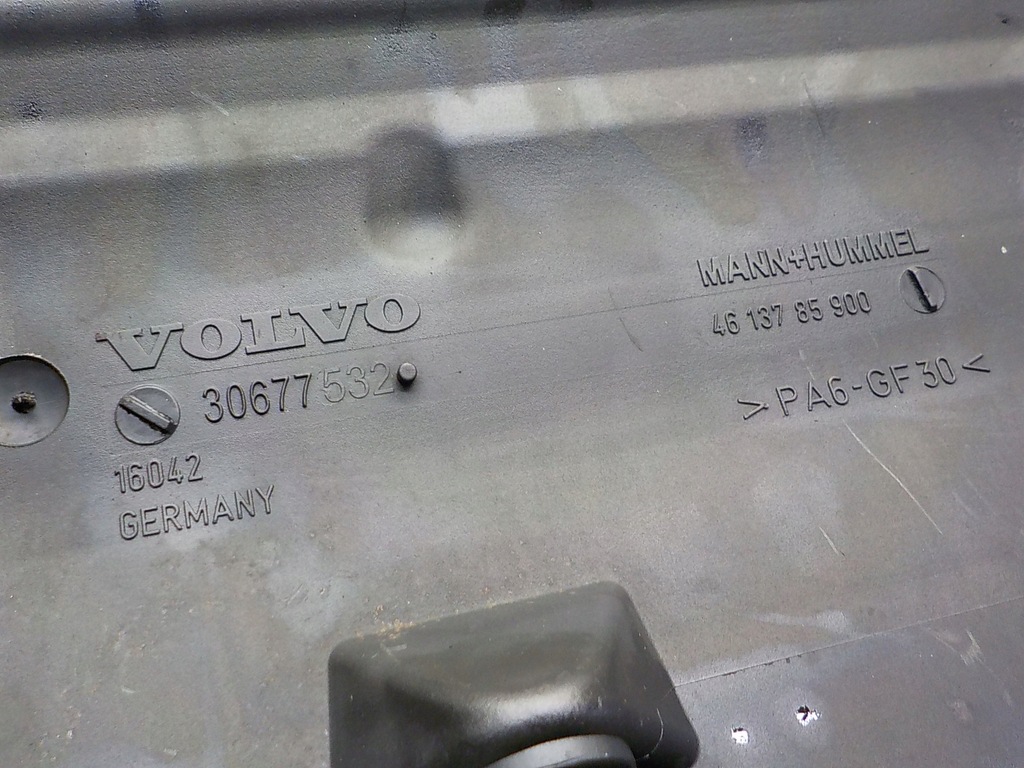 VOLVO
30677532
16042
GERMANY
MANN+HUMMEL
46 137 85 900
>PA6-GF30<